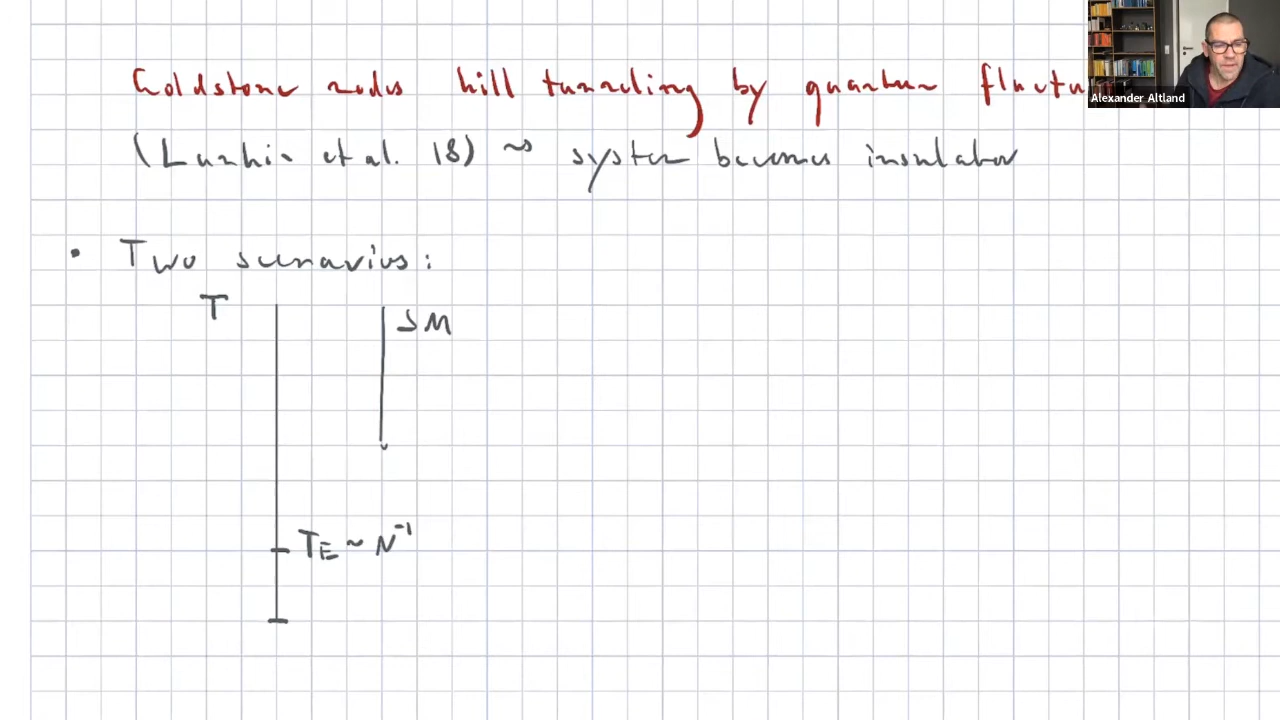 Goldstone modes kill tunneling by quantum fluctu
Alexander Altland
(Lunkin et al. 18) ~> system becomes insulator
• Two scenarios:
T
SM
T_E ~ N^-1